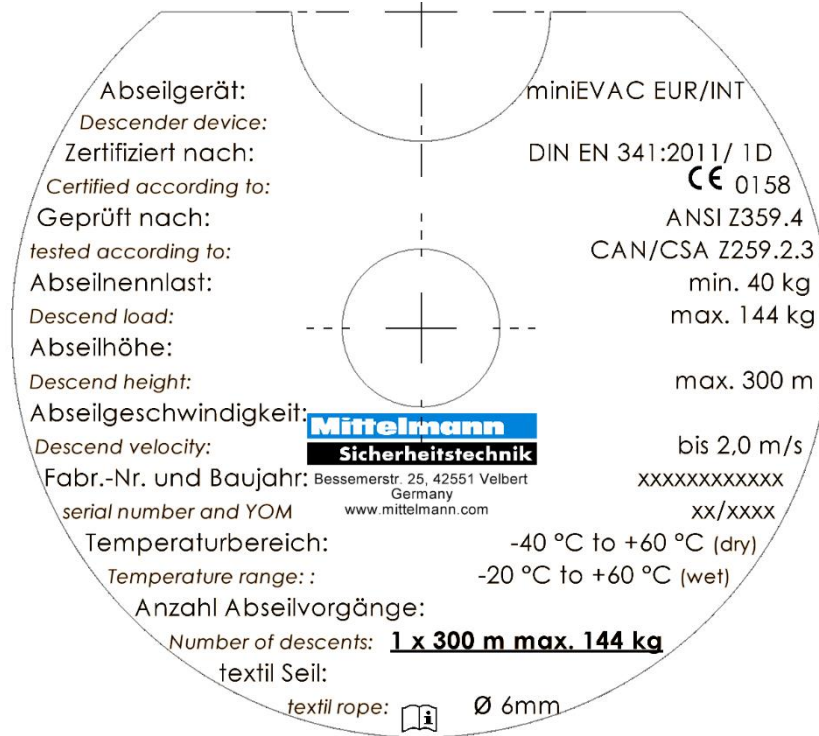 Abseilgerät: miniEVAC EUR/INT
Descender device:
Zertifiziert nach: DIN EN 341:2011/ 1D
Certified according to: CE 0158
Geprüft nach: ANSI Z359.4
tested according to: CAN/CSA Z259.2.3
Abseilnennlast: min. 40 kg
Descend load: max. 144 kg
Abseilhöhe:
Descend height: max. 300 m
Abseilgeschwindigkeit:
Mittelmann
Descend velocity: bis 2,0 m/s
Sicherheitstechnik
Fabr.-Nr. und Baujahr: xxxxxxxxxxxx
Bessemerstr. 25, 42551 Velbert
Germany
www.mittelmann.com
serial number and YOM xx/xxxx
Temperaturbereich: -40 °C to +60 °C (dry)
Temperature range: : -20 °C to +60 °C (wet)
Anzahl Abseilvorgänge:
Number of descents: 1 x 300 m max. 144 kg
textil Seil:
textil rope: i Ø 6mm